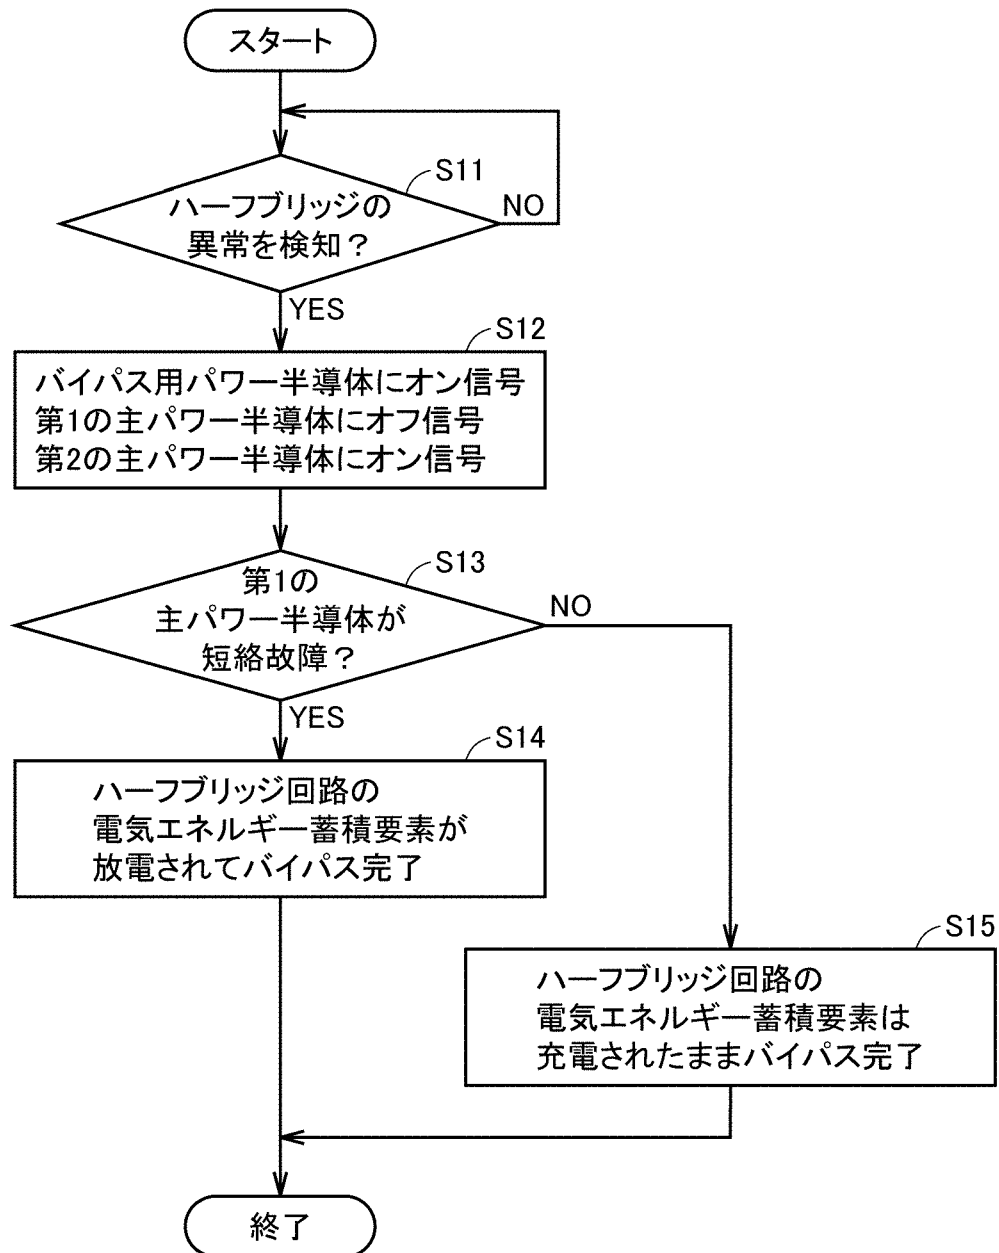 スタート
S11
ハーフブリッジの
異常を検知？
NO
YES
S12
バイパス用パワー半導体にオン信号
第1の主パワー半導体にオフ信号
第2の主パワー半導体にオン信号
S13
第1の
主パワー半導体が
短絡故障？
NO
YES
S14
ハーフブリッジ回路の
電気エネルギー蓄積要素が
放電されてバイパス完了
S15
ハーフブリッジ回路の
電気エネルギー蓄積要素は
充電されたままバイパス完了
終了